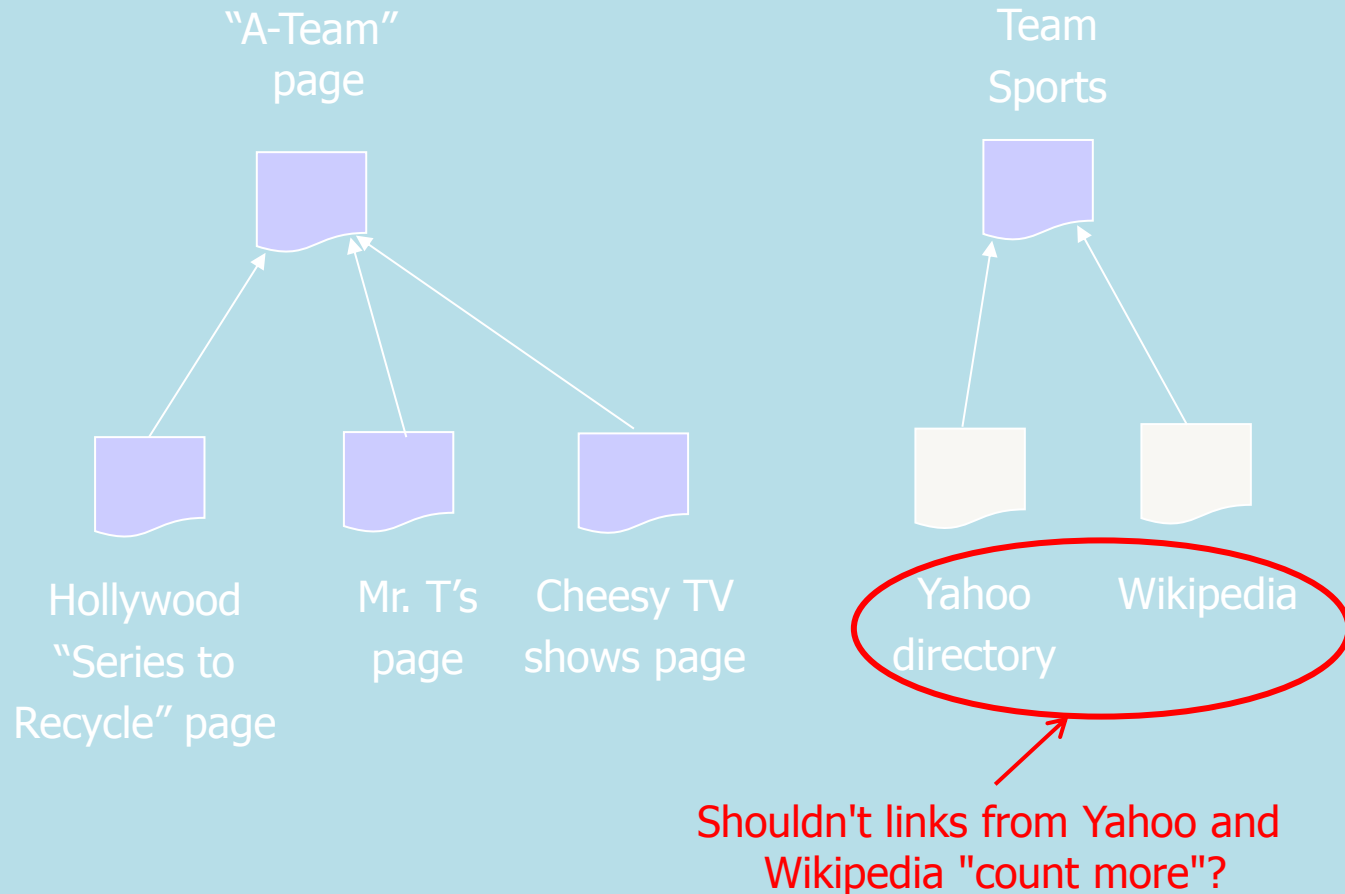 “A-Team”
page
Team
Sports
Hollywood
“Series to
Recycle” page
Mr. T’s
page
Cheesy TV
shows page
Yahoo
directory
Wikipedia
Shouldn't links from Yahoo and
Wikipedia "count more"?